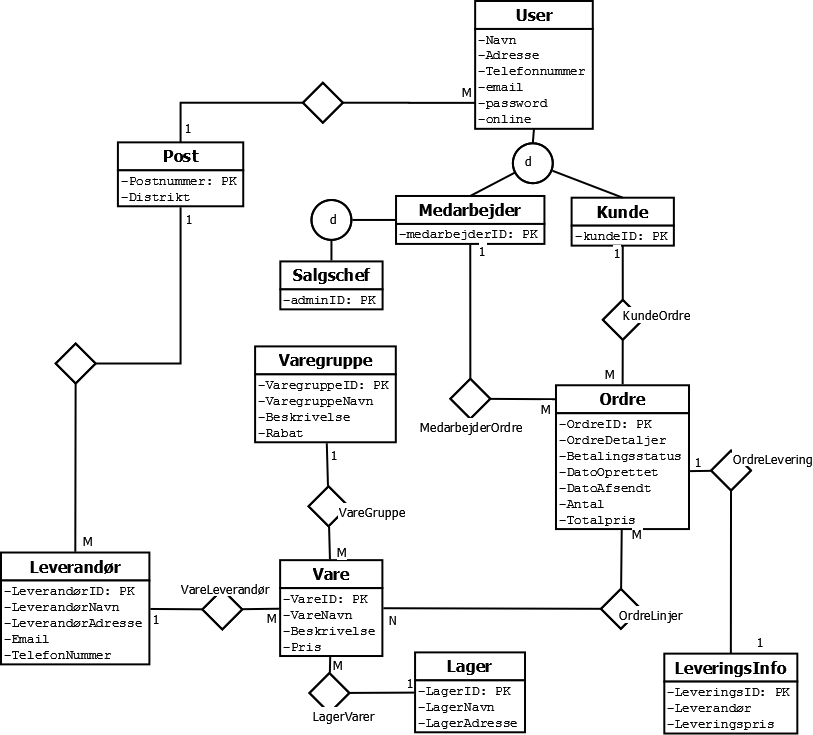 User
-Navn
-Adresse
-Telefonnummer
-email
-password
-online
M
1
Post
-Postnummer: PK
-Distrikt
1
d
Medarbejder
-medarbejderID: PK
1
Kunde
-kundeID: PK
1
d
Salgschef
-adminID: PK
KundeOrdre
M
Varegruppe
-VaregruppeID: PK
-VaregruppeNavn
-Beskrivelse
-Rabat
1
MedarbejderOrdre
M
Ordre
-OrdreID: PK
-OrdreDetaljer
-Betalingsstatus
-DatoOprettet
-DatoAfsendt
-Antal
-Totalpris
M
1
OrdreLevering
VareGruppe
M
M
Leverandør
-LeverandørID: PK
-LeverandørNavn
-LeverandørAdresse
-Email
-TelefonNummer
1
VareLeverandør
M
Vare
-VareID: PK
-VareNavn
-Beskrivelse
-Pris
N
OrdreLinjer
M
LagerVarer
1
Lager
-LagerID: PK
-LagerNavn
-LagerAdresse
1
LeveringsInfo
-LeveringsID: PK
-Leverandør
-Leveringspris